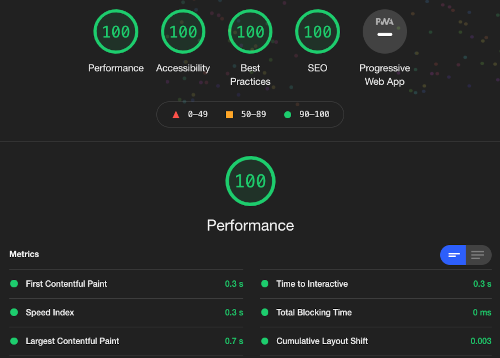 100 100 100 100 PWA
Performance Accessibility Best Practices SEO Progressive Web App
0–49 50–89 90–100
100
Performance
Metrics
First Contentful Paint 0.3 s
Time to Interactive 0.3 s
Speed Index 0.3 s
Total Blocking Time 0 ms
Largest Contentful Paint 0.7 s
Cumulative Layout Shift 0.003